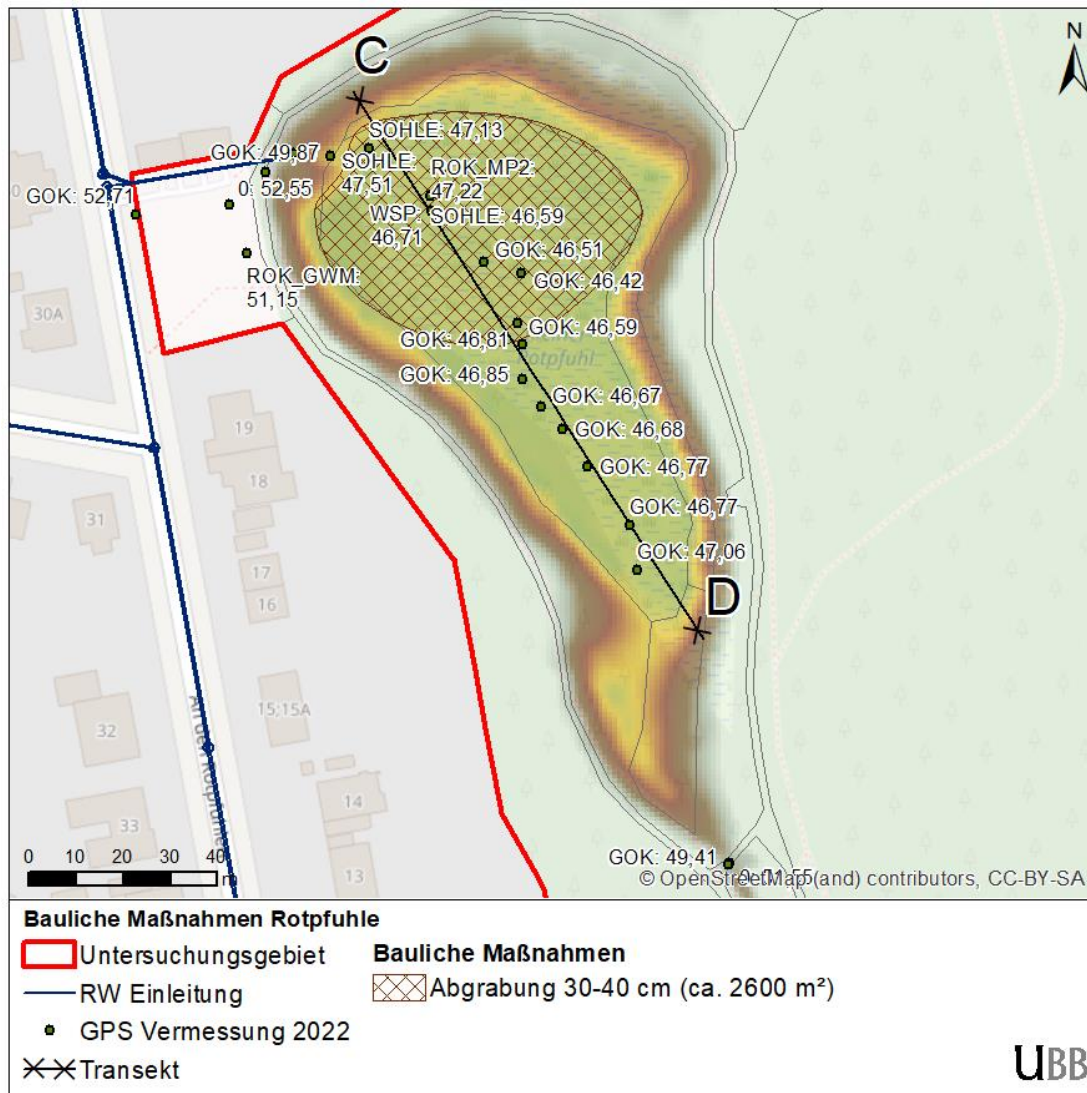 N
C
SOHLE: 47,13
GOK: 49,87
SOHLE:
47,51
ROK_MP2:
47,22
GOK: 52,71
0: 52,55
WSP:
46,71
SOHLE: 46,59
GOK: 46,51
ROK_GWM:
51,15
GOK: 46,42
30A
GOK: 46,59
GOK: 46,81
Rotpfuhl
GOK: 46,85
GOK: 46,67
19
GOK: 46,68
18
GOK: 46,77
31
GOK: 46,77
17
GOK: 47,06
16
D
15;15A
32
An den Rotpfuhlen
14
33
13
0 10 20 30 40
m
GOK: 49,41
© OpenStreetMap (and) contributors, CC-BY-SA
Bauliche Maßnahmen Rotpfuhle
Untersuchungsgebiet
RW Einleitung
GPS Vermessung 2022
Transekt
Bauliche Maßnahmen
Abgrabung 30-40 cm (ca. 2600 m²)
UBB